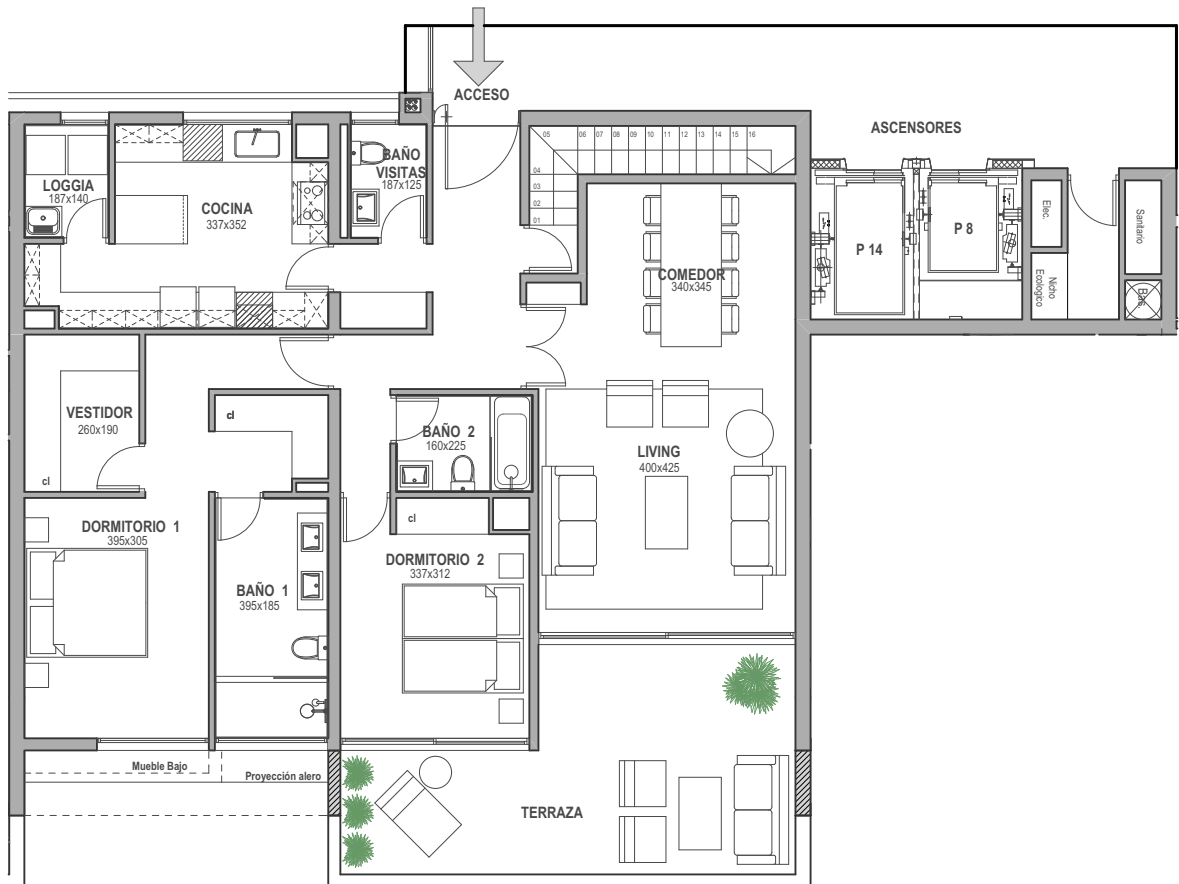 ACCESO
ASCENSORES
05
06
07
08
09
10
11
12
13
14
15
16
04
03
02
01
LOGGIA
187x140
COCINA
337x352
BAÑO
VISITAS
187x125
COMEDOR
340x345
P 14
P 8
Elec.
Nicho
Ecologico
Sanitario
Bas.
VESTIDOR
260x190
cl
cl
BAÑO 2
160x225
LIVING
400x425
cl
DORMITORIO 1
395x305
BAÑO 1
395x185
DORMITORIO 2
337x312
Mueble Bajo
Proyección alero
TERRAZA